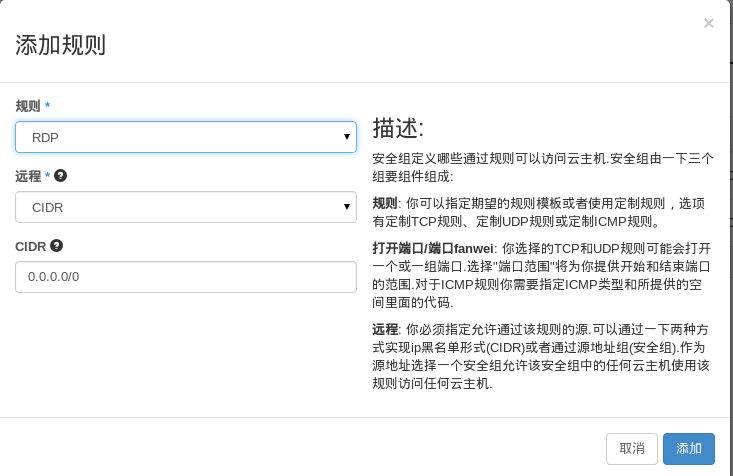 ×
添加规则
规则 *
RDP
远程 *
CIDR
CIDR
0.0.0.0/0
描述:
安全组定义哪些通过规则可以访问云主机.安全组由一下三个
组要组件组成:
规则: 你可以指定期望的规则模板或者使用定制规则，选项
有定制TCP规则、定制UDP规则或定制ICMP规则。
打开端口/端口fanwei: 你选择的TCP和UDP规则可能会打开
一个或一组端口.选择"端口范围"将为你提供开始和结束端口
的范围.对于ICMP规则你需要指定ICMP类型和所提供的空
间里面的代码.
远程: 你必须指定允许通过该规则的源.可以通过一下两种方
式实现ip黑名单形式(CIDR)或者通过源地址组(安全组).作为
源地址选择一个安全组允许该安全组中的任何云主机使用该
规则访问任何云主机.
取消
添加